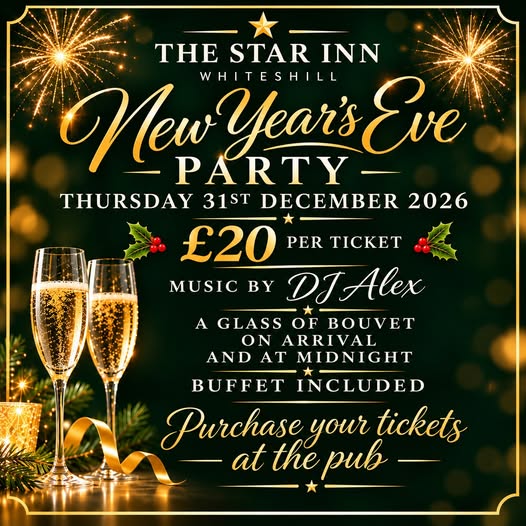 THE STAR INN
WHITESHILL
New Year's Eve
PARTY
THURSDAY 31ST DECEMBER 2026
£20 PER TICKET
MUSIC BY DJ Alex
A GLASS OF BOUVET
ON ARRIVAL
AND AT MIDNIGHT
BUFFET INCLUDED
Purchase your tickets
at the pub